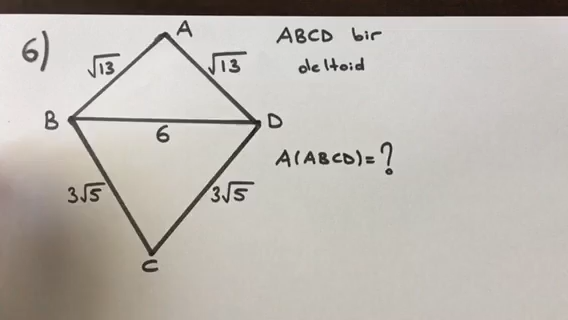 6)
A
ABCD bir
deltoid
√13
√13
B
6
D
A(ABCD)=?
3√5
3√5
C